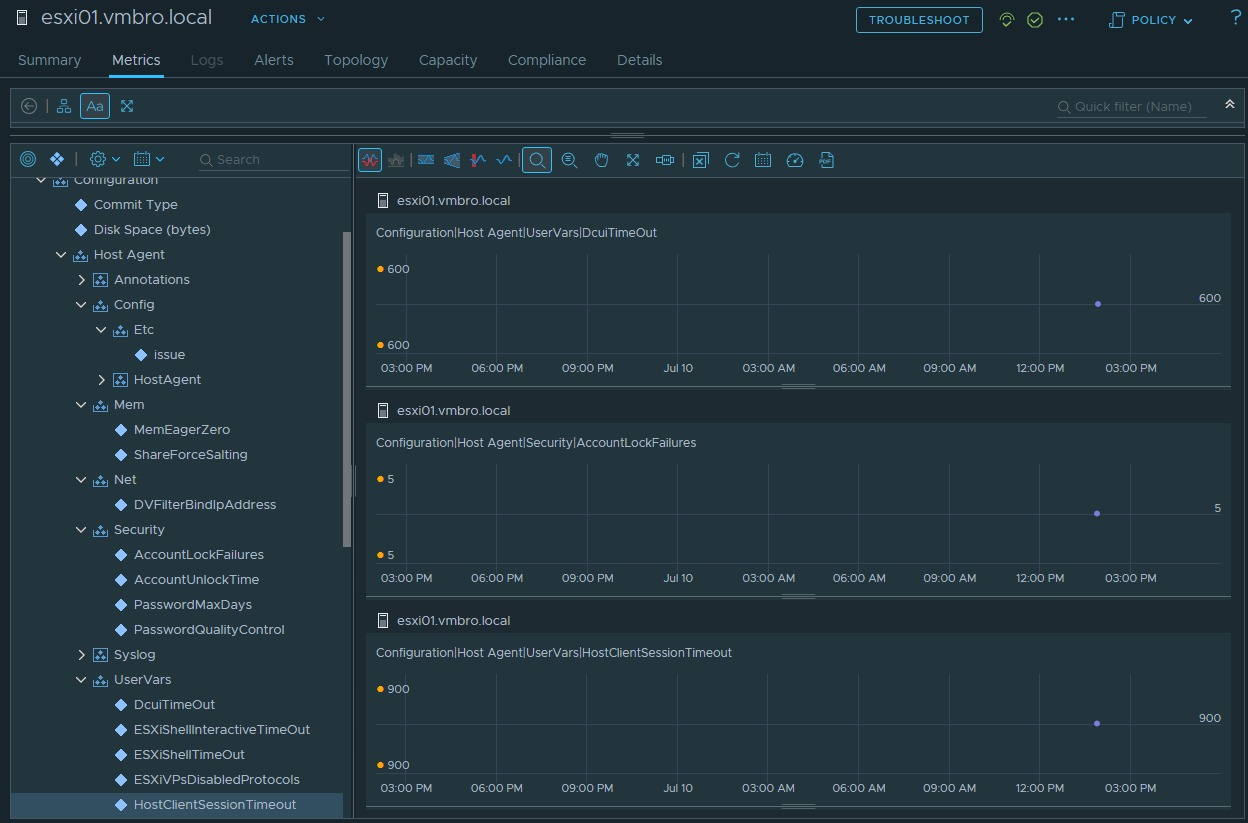 esxi01.vmbro.local
ACTIONS
TROUBLESHOOT
POLICY
?
Summary Metrics Logs Alerts Topology Capacity Compliance Details
Aa
Quick filter (Name)
Search
Configuration
Commit Type
Disk Space (bytes)
Host Agent
Annotations
Config
Etc
issue
HostAgent
Mem
MemEagerZero
ShareForceSalting
Net
DVFilterBindIpAddress
Security
AccountLockFailures
AccountUnlockTime
PasswordMaxDays
PasswordQualityControl
Syslog
UserVars
DcuiTimeOut
ESXiShellInteractiveTimeOut
ESXiShellTimeOut
ESXiVPsDisabledProtocols
HostClientSessionTimeout
PDF
esxi01.vmbro.local
Configuration|Host Agent|UserVars|DcuiTimeOut
600
600
600
03:00 PM 06:00 PM 09:00 PM Jul 10 03:00 AM 06:00 AM 09:00 AM 12:00 PM 03:00 PM
esxi01.vmbro.local
Configuration|Host Agent|Security|AccountLockFailures
5
5
5
03:00 PM 06:00 PM 09:00 PM Jul 10 03:00 AM 06:00 AM 09:00 AM 12:00 PM 03:00 PM
esxi01.vmbro.local
Configuration|Host Agent|UserVars|HostClientSessionTimeout
900
900
900
03:00 PM 06:00 PM 09:00 PM Jul 10 03:00 AM 06:00 AM 09:00 AM 12:00 PM 03:00 PM